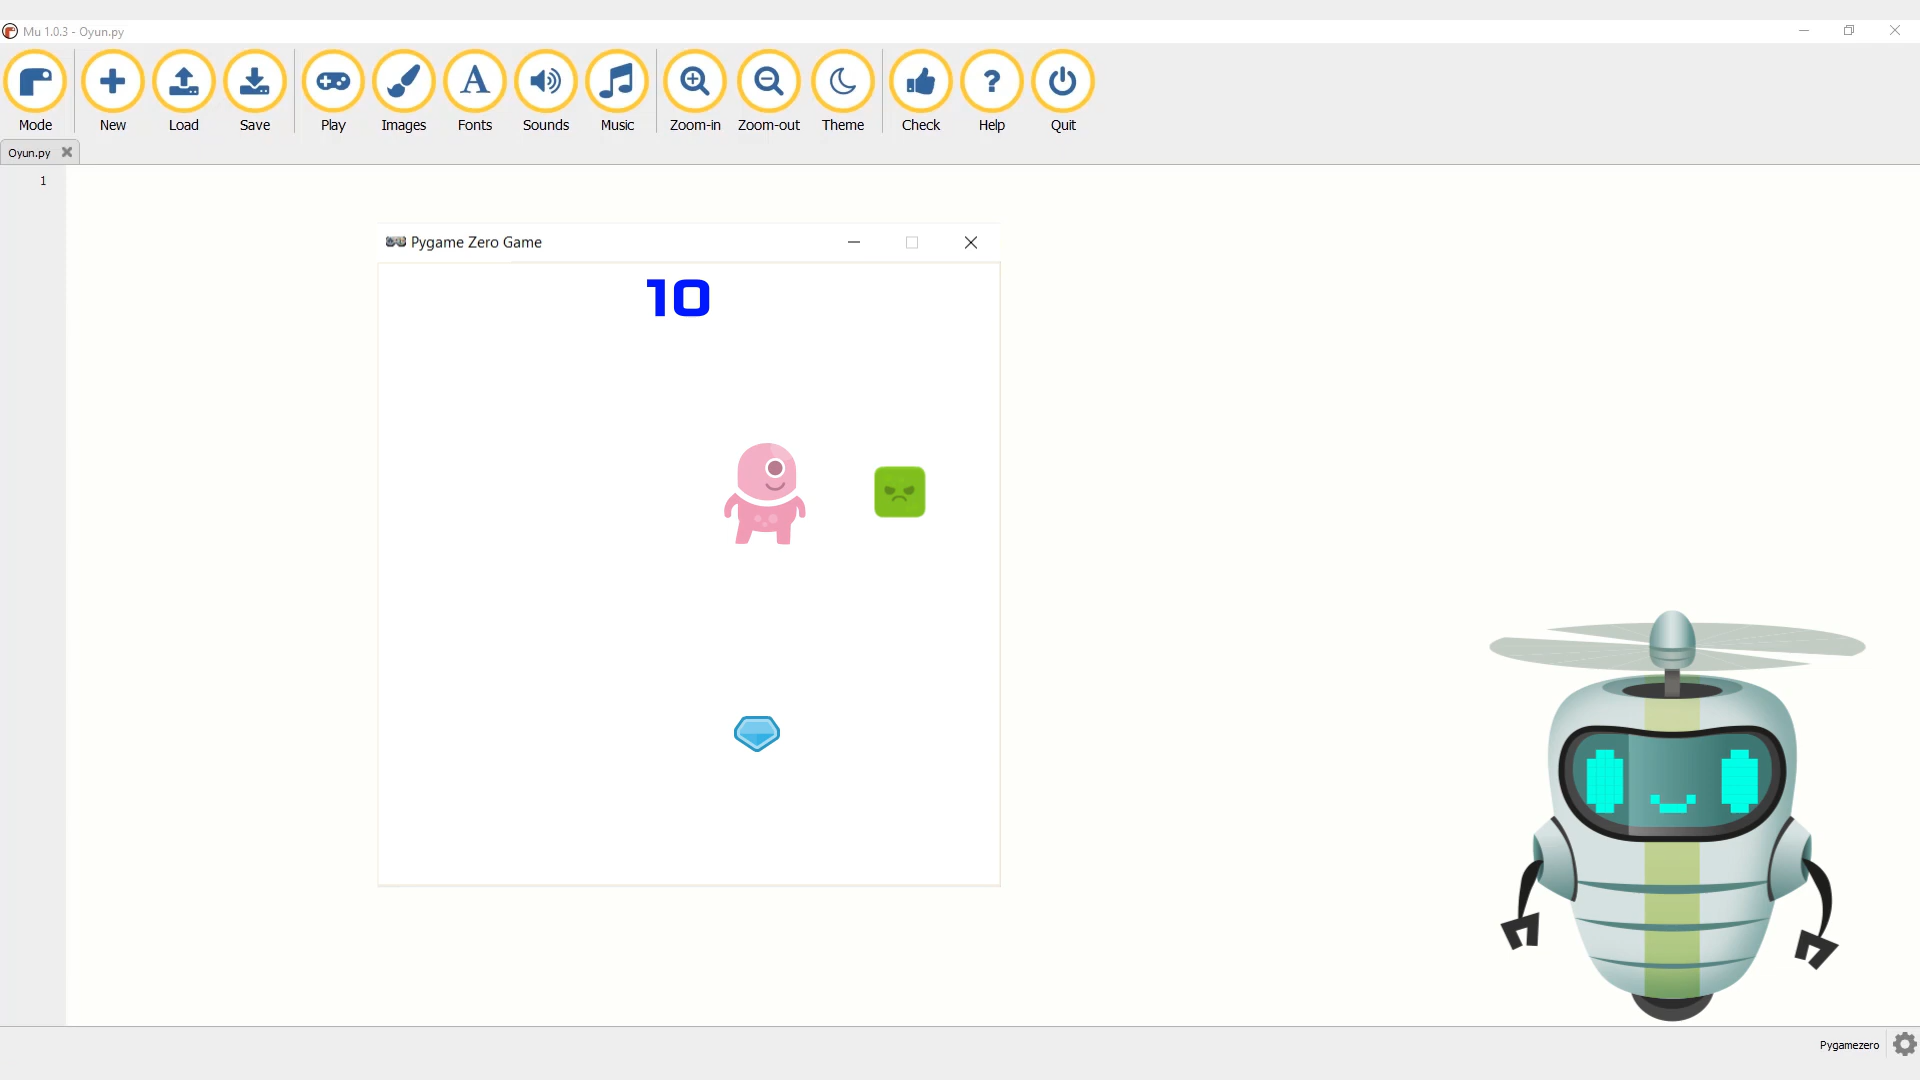 Mu 1.0.3 - Oyun.py
Mode New Load Save Play Images Fonts Sounds Music Zoom-in Zoom-out Theme Check Help Quit
Oyun.py
1
Pygame Zero Game
10
Pygamezero